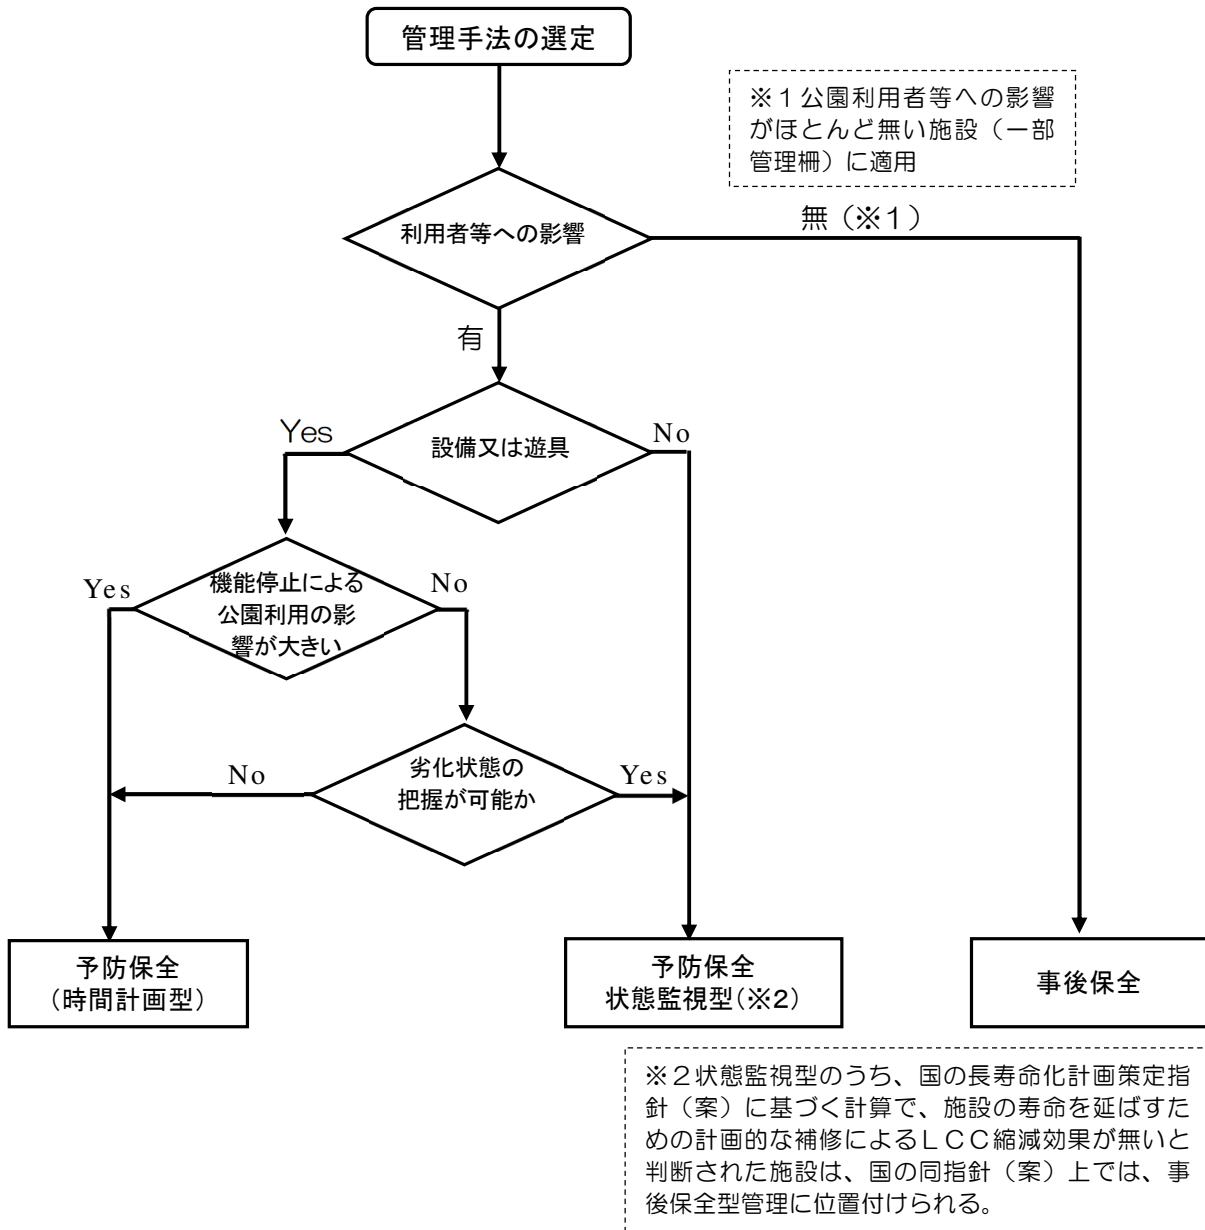 管理手法の選定
※１公園利用者等への影響
がほとんど無い施設（一部
管理柵）に適用
無（※１）
利用者等への影響
有
Yes
設備又は遊具
No
Yes
機能停止による
公園利用の影
響が大きい
No
No
劣化状態の
把握が可能か
Yes
予防保全
（時間計画型）
予防保全
状態監視型（※2）
事後保全
※２状態監視型のうち、国の長寿命化計画策定指
針（案）に基づく計算で、施設の寿命を延ばすた
めの計画的な補修によるＬＣＣ縮減効果が無いと
判断された施設は、国の同指針（案）上では、事
後保全型管理に位置付けられる。